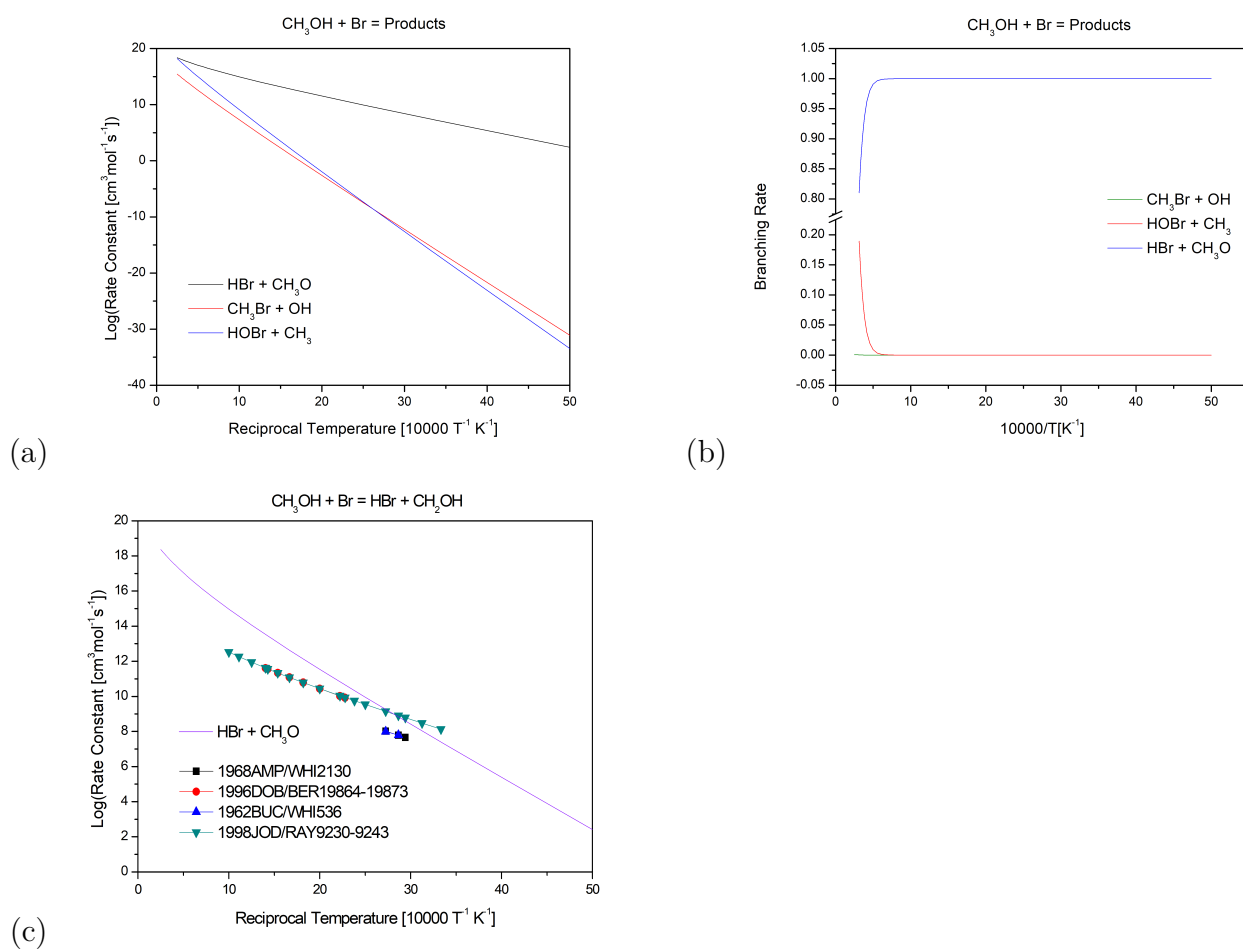 CH₃OH + Br = Products
Log(Rate Constant [cm³mol⁻¹s⁻¹])
20
10
0
-10
-20
-30
-40
HBr + CH₃O
CH₃Br + OH
HOBr + CH₃
0 10 20 30 40 50
Reciprocal Temperature [10000 T⁻¹ K⁻¹]
(a)
CH₃OH + Br = Products
Branching Rate
1.05
1.00
0.95
0.90
0.85
0.80
0.20
0.15
0.10
0.05
0.00
-0.05
CH₃Br + OH
HOBr + CH₃
HBr + CH₃O
0 10 20 30 40 50
10000/T[K⁻¹]
(b)
CH₃OH + Br = HBr + CH₂OH
Log(Rate Constant [cm³mol⁻¹s⁻¹])
20
18
16
14
12
10
8
6
4
2
0
HBr + CH₃O
1968AMP/WHI2130
1996DOB/BER19864-19873
1962BUC/WHI536
1998JOD/RAY9230-9243
0 10 20 30 40 50
Reciprocal Temperature [10000 T⁻¹ K⁻¹]
(c)